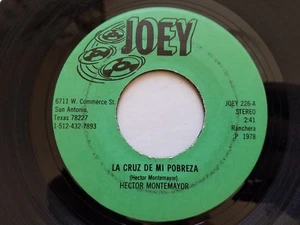 JOEY
6711 W. Commerce St.
San Antonio,
Texas 78227
1-512-432-7893
JOEY 226-A
STEREO
2:41
Ranchera
P 1978
LA CRUZ DE MI POBREZA
(Hector Montemayor)
HECTOR MONTEMAYOR